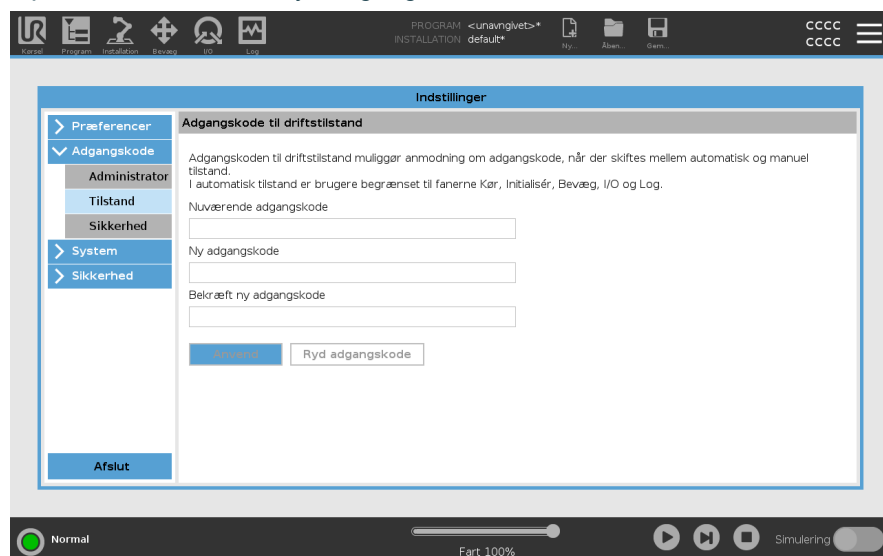 PROGRAM <unavngivet>*
INSTALLATION default*
CCCC
CCCC
Kørsel Program Installation Bevæg I/O Log Ny... Åben... Gem...
Indstillinger
Præferencer
Adgangskode
Administrator
Tilstand
Sikkerhed
System
Sikkerhed
Afslut
Adgangskode til driftstilstand
Adgangskoden til driftstilstand muliggør anmodning om adgangskode, når der skiftes mellem automatisk og manuel
tilstand.
I automatisk tilstand er brugere begrænset til fanerne Kør, Initialisér, Bevæg, I/O og Log.
Nuværende adgangskode
Ny adgangskode
Bekræft ny adgangskode
Anvend Ryd adgangskode
Normal
Fart 100%
Simulering